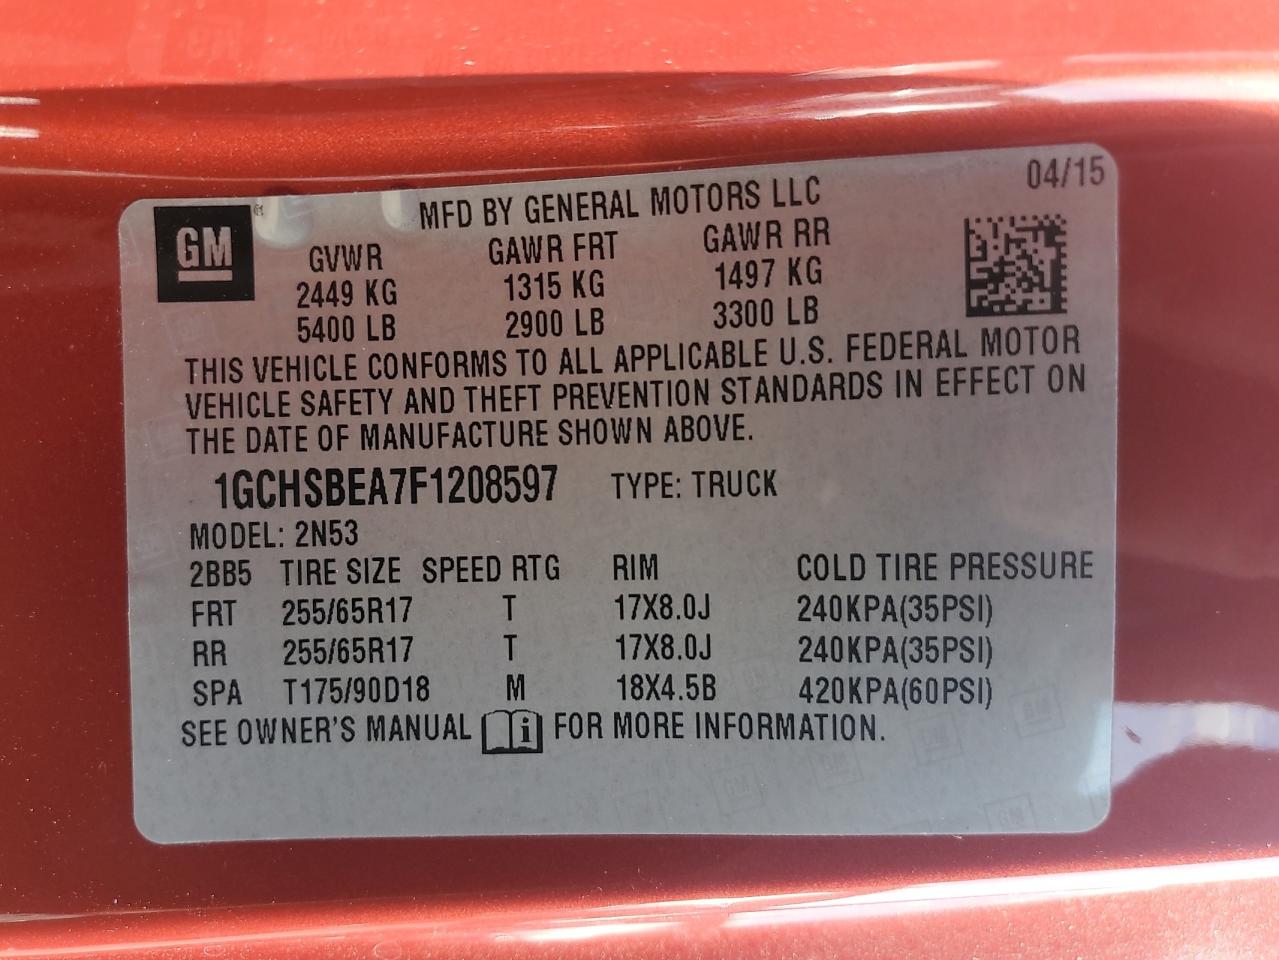 04/15
GM
MFD BY GENERAL MOTORS LLC
GVWR GAWR FRT GAWR RR
2449 KG 1315 KG 1497 KG
5400 LB 2900 LB 3300 LB
THIS VEHICLE CONFORMS TO ALL APPLICABLE U.S. FEDERAL MOTOR
VEHICLE SAFETY AND THEFT PREVENTION STANDARDS IN EFFECT ON
THE DATE OF MANUFACTURE SHOWN ABOVE.
1GCHSBEA7F1208597 TYPE: TRUCK
MODEL: 2N53
2BB5 TIRE SIZE SPEED RTG RIM COLD TIRE PRESSURE
FRT 255/65R17 T 17X8.0J 240KPA(35PSI)
RR 255/65R17 T 17X8.0J 240KPA(35PSI)
SPA T175/90D18 M 18X4.5B 420KPA(60PSI)
SEE OWNER'S MANUAL i FOR MORE INFORMATION.